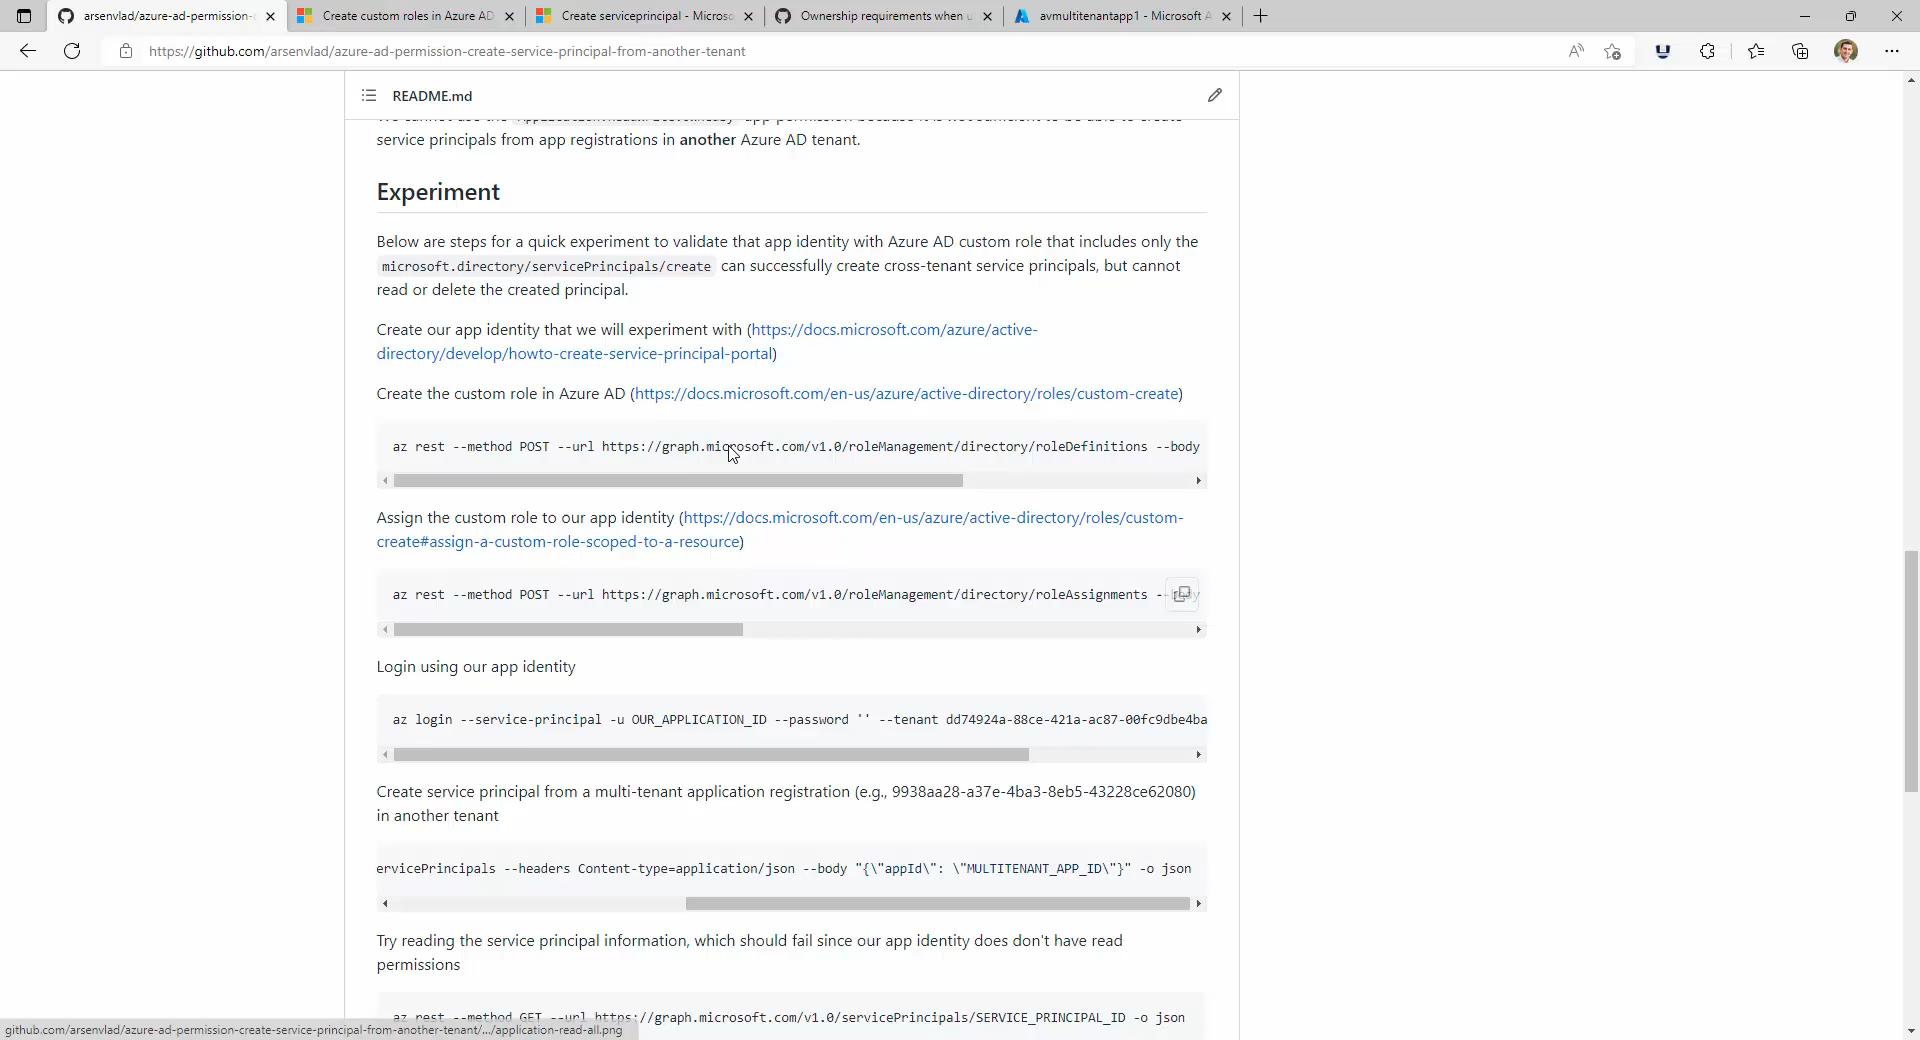 arsenvlad/azure-ad-permission-
Create custom roles in Azure AD
Create serviceprincipal - Microso
Ownership requirements when u
avmultitenantapp1 - Microsoft A
https://github.com/arsenvlad/azure-ad-permission-create-service-principal-from-another-tenant
README.md
service principals from app registrations in another Azure AD tenant.
Experiment
Below are steps for a quick experiment to validate that app identity with Azure AD custom role that includes only the
microsoft.directory/servicePrincipals/create can successfully create cross-tenant service principals, but cannot
read or delete the created principal.
Create our app identity that we will experiment with (https://docs.microsoft.com/azure/active-
directory/develop/howto-create-service-principal-portal)
Create the custom role in Azure AD (https://docs.microsoft.com/en-us/azure/active-directory/roles/custom-create)
az rest --method POST --url https://graph.microsoft.com/v1.0/roleManagement/directory/roleDefinitions --body
Assign the custom role to our app identity (https://docs.microsoft.com/en-us/azure/active-directory/roles/custom-
create#assign-a-custom-role-scoped-to-a-resource)
az rest --method POST --url https://graph.microsoft.com/v1.0/roleManagement/directory/roleAssignments --body
Login using our app identity
az login --service-principal -u OUR_APPLICATION_ID --password '' --tenant dd74924a-88ce-421a-ac87-00fc9dbe4ba
Create service principal from a multi-tenant application registration (e.g., 9938aa28-a37e-4ba3-8eb5-43228ce62080)
in another tenant
ervicePrincipals --headers Content-type=application/json --body "{\"appId\": \"MULTITENANT_APP_ID\"}" -o json
Try reading the service principal information, which should fail since our app identity does don't have read
permissions
az rest --method GET --url https://graph.microsoft.com/v1.0/servicePrincipals/SERVICE_PRINCIPAL_ID -o json
github.com/arsenvlad/azure-ad-permission-create-service-principal-from-another-tenant/.../application-read-all.png